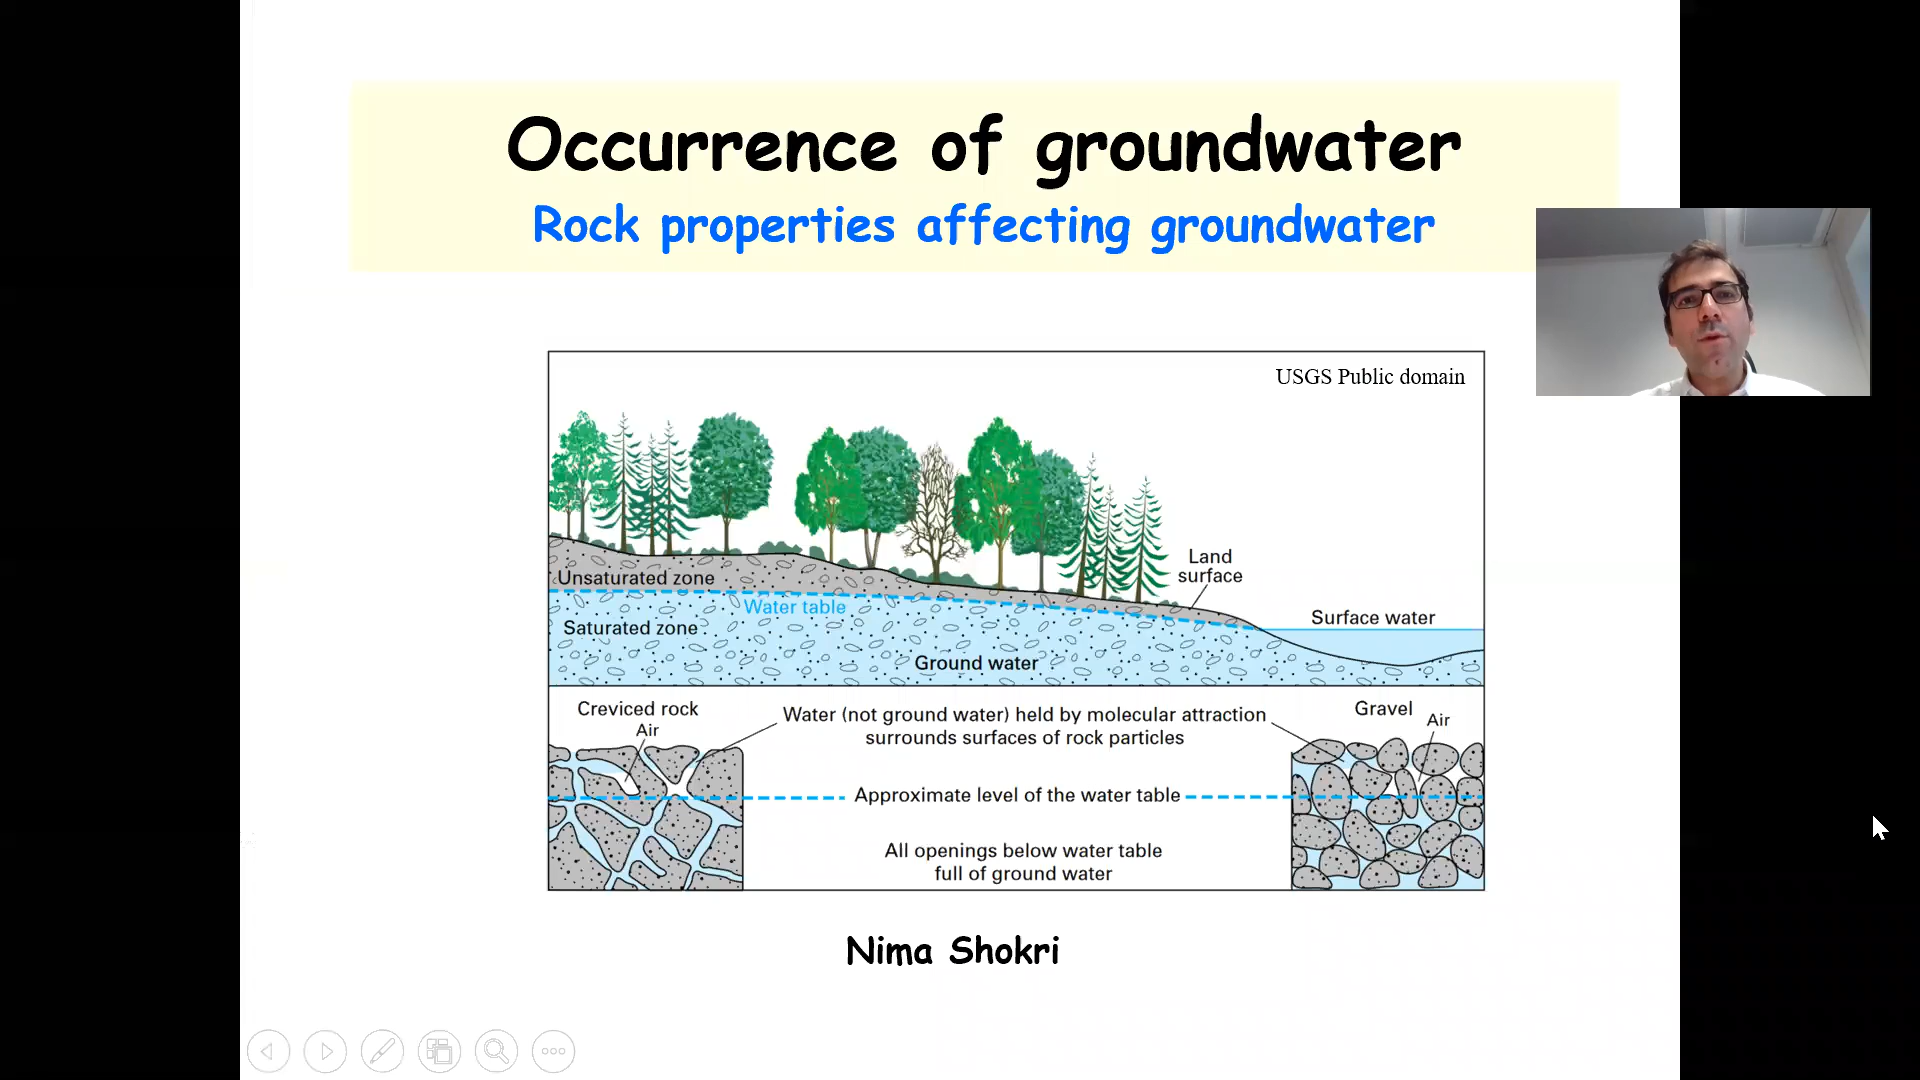 Occurrence of groundwater
Rock properties affecting groundwater
USGS Public domain
Land
surface
Unsaturated zone
Water table
Surface water
Saturated zone
Ground water
Creviced rock
Air
Water (not ground water) held by molecular attraction
surrounds surfaces of rock particles
Gravel
Air
Approximate level of the water table
All openings below water table
full of ground water
Nima Shokri